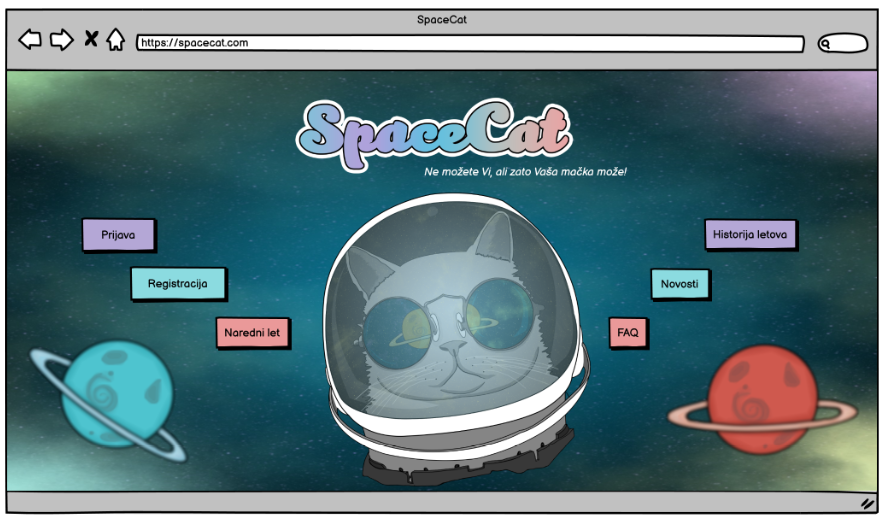 SpaceCat
https://spacecat.com
SpaceCat
Ne možete Vi, ali zato Vaša mačka može!
Prijava
Historija letova
Registracija
Novosti
Naredni let
FAQ